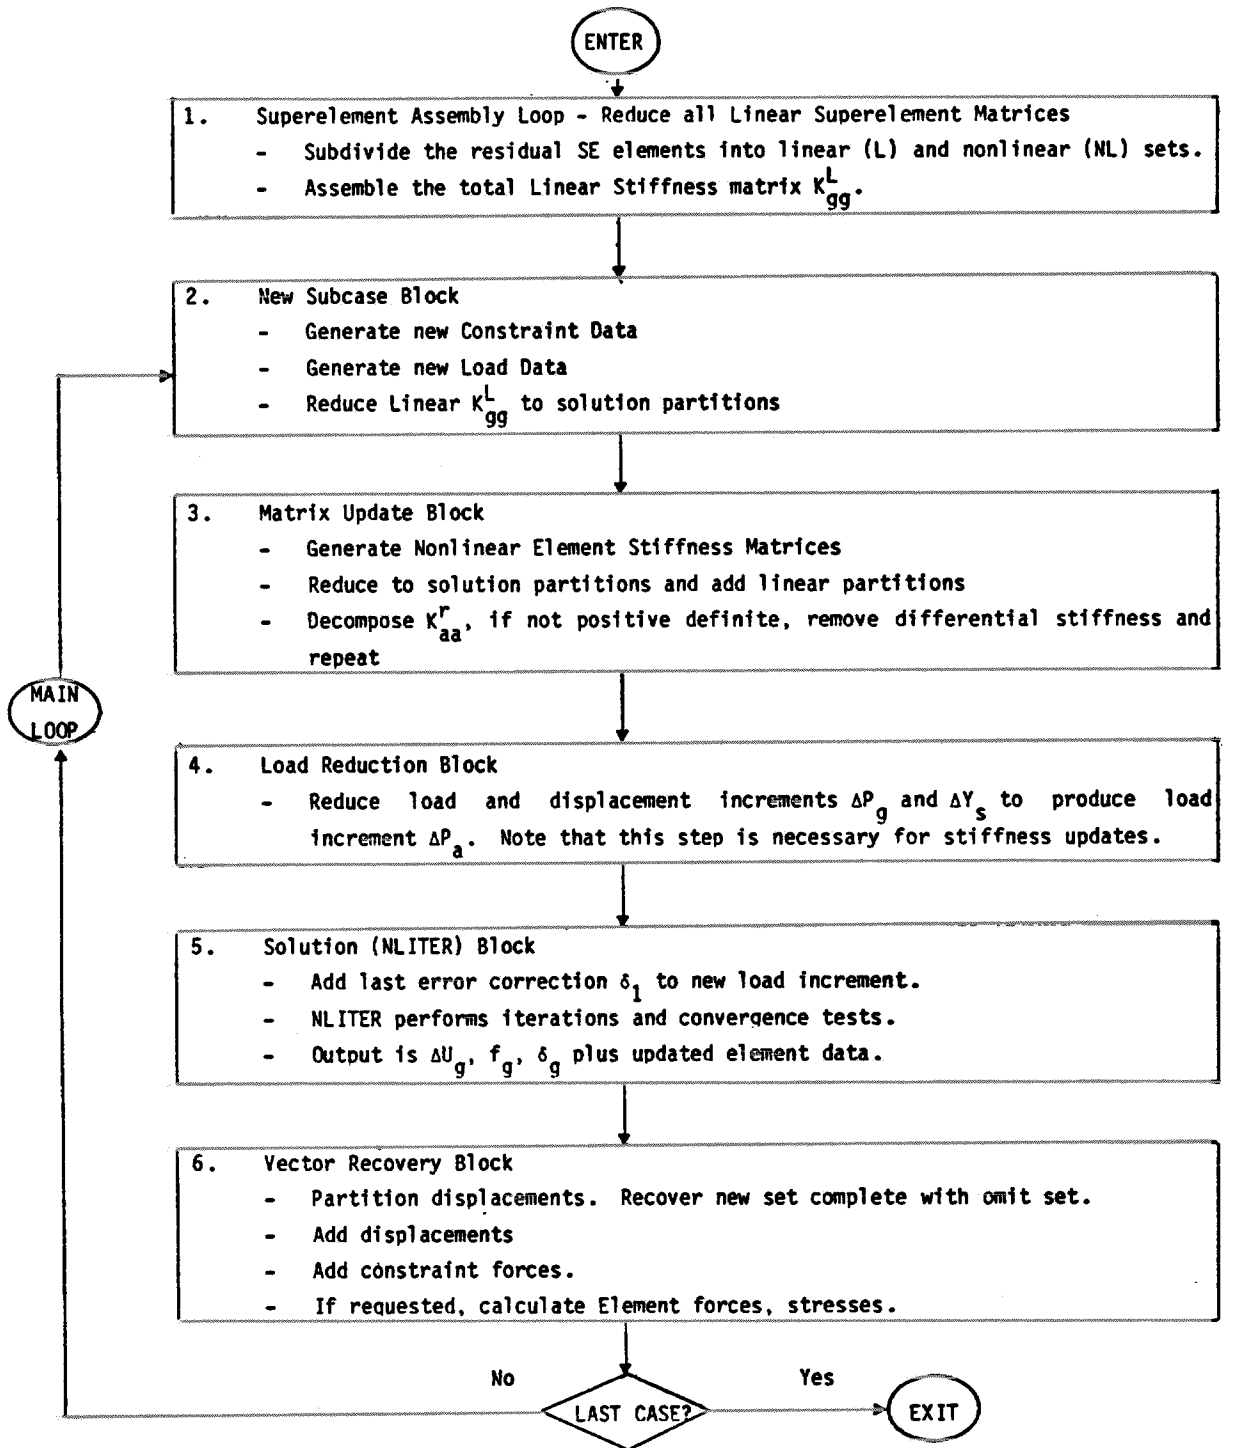 ENTER
1. Superelement Assembly Loop - Reduce all Linear Superelement Matrices
- Subdivide the residual SE elements into linear (L) and nonlinear (NL) sets.
- Assemble the total Linear Stiffness matrix K^L_gg.
2. New Subcase Block
- Generate new Constraint Data
- Generate new Load Data
- Reduce Linear K^L_gg to solution partitions
3. Matrix Update Block
- Generate Nonlinear Element Stiffness Matrices
- Reduce to solution partitions and add linear partitions
- Decompose K^r_aa, if not positive definite, remove differential stiffness and
repeat
MAIN
LOOP
4. Load Reduction Block
- Reduce load and displacement increments ΔP_g and ΔY_s to produce load
increment ΔP_a. Note that this step is necessary for stiffness updates.
5. Solution (NLITER) Block
- Add last error correction δ_1 to new load increment.
- NLITER performs iterations and convergence tests.
- Output is ΔU_g, f_g, δ_g plus updated element data.
6. Vector Recovery Block
- Partition displacements. Recover new set complete with omit set.
- Add displacements
- Add constraint forces.
- If requested, calculate Element forces, stresses.
No
Yes
LAST CASE?
EXIT